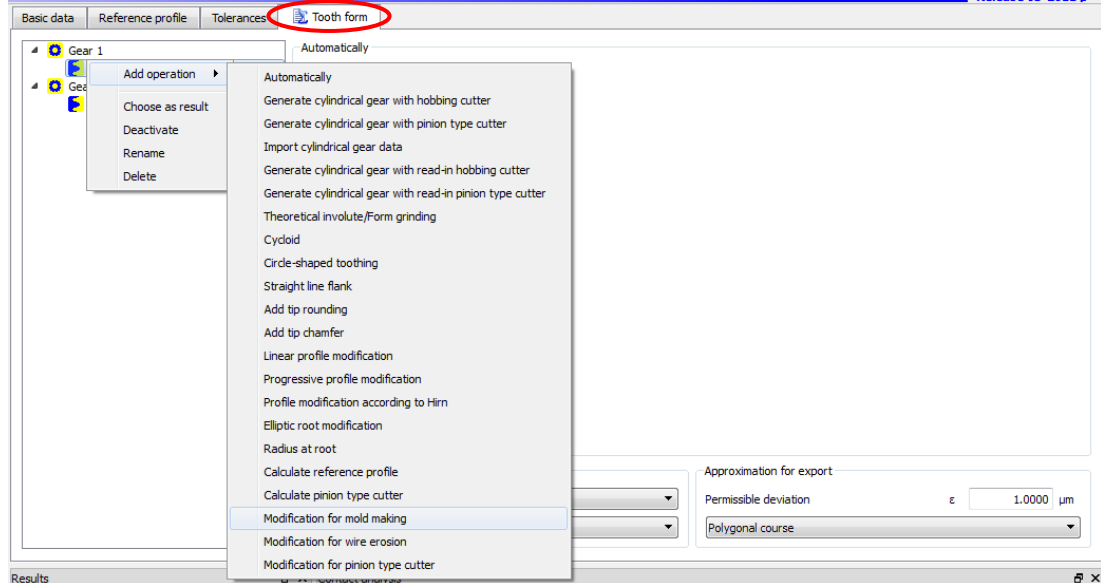 Basic data
Reference profile
Tolerances
Tooth form
Automatically
Gear 1
Add operation
Choose as result
Deactivate
Rename
Delete
Automatically
Generate cylindrical gear with hobbing cutter
Generate cylindrical gear with pinion type cutter
Import cylindrical gear data
Generate cylindrical gear with read-in hobbing cutter
Generate cylindrical gear with read-in pinion type cutter
Theoretical involute/Form grinding
Cycloid
Circle-shaped toothing
Straight line flank
Add tip rounding
Add tip chamfer
Linear profile modification
Progressive profile modification
Profile modification according to Hirn
Elliptic root modification
Radius at root
Calculate reference profile
Calculate pinion type cutter
Modification for mold making
Modification for wire erosion
Modification for pinion type cutter
Approximation for export
Permissible deviation ε 1.0000 µm
Polygonal course
Results
Contact analysis